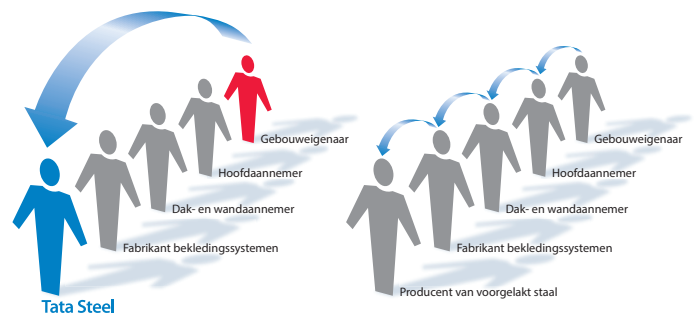 Gebouweigenaar
Hoofdaannemer
Dak- en wandaannemer
Fabrikant bekledingssystemen
Tata Steel
Gebouweigenaar
Hoofdaannemer
Dak- en wandaannemer
Fabrikant bekledingssystemen
Producent van voorgelakt staal